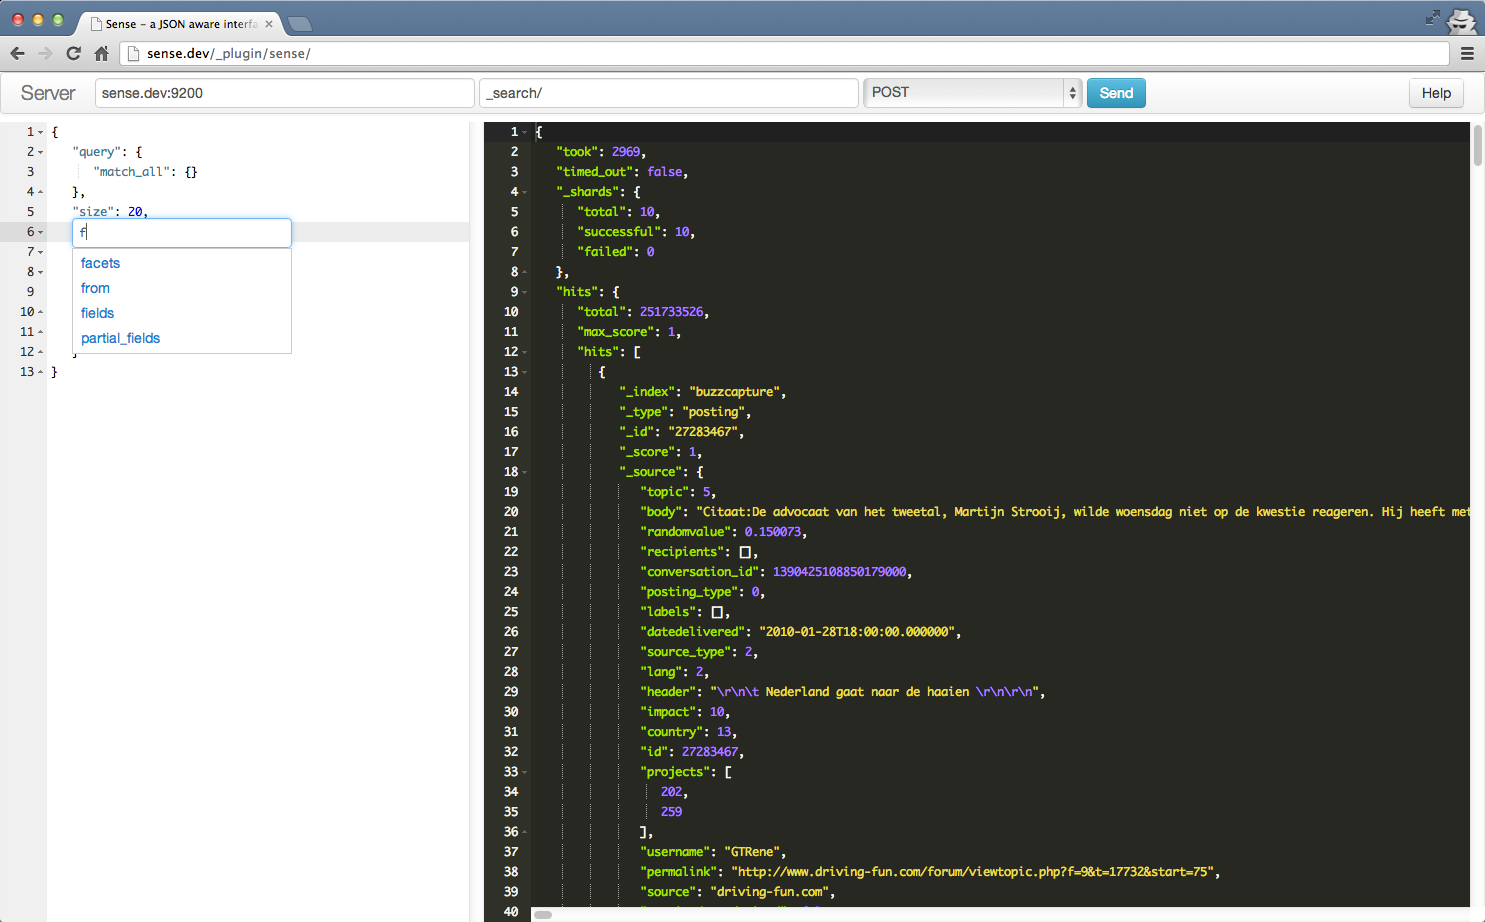 Sense – a JSON aware interfa
sense.dev/_plugin/sense/
Server
sense.dev:9200
_search/
POST
Send
Help
1 {
2 "query": {
3 "match_all": {}
4 },
5 "size": 20,
6 f
7
8
9
10
11
12
13 }
facets
from
fields
partial_fields
1 {
2 "took": 2969,
3 "timed_out": false,
4 "_shards": {
5 "total": 10,
6 "successful": 10,
7 "failed": 0
8 },
9 "hits": {
10 "total": 251733526,
11 "max_score": 1,
12 "hits": [
13 {
14 "_index": "buzzcapture",
15 "_type": "posting",
16 "_id": "27283467",
17 "_score": 1,
18 "_source": {
19 "topic": 5,
20 "body": "Citaat:De advocaat van het tweetal, Martijn Strooij, wilde woensdag niet op de kwestie reageren. Hij heeft met
21 "randomvalue": 0.150073,
22 "recipients": [],
23 "conversation_id": 1390425108850179000,
24 "posting_type": 0,
25 "labels": [],
26 "datedelivered": "2010-01-28T18:00:00.000000",
27 "source_type": 2,
28 "lang": 2,
29 "header": "\r\n\t Nederland gaat naar de haaien \r\n\r\n",
30 "impact": 10,
31 "country": 13,
32 "id": 27283467,
33 "projects": [
34 202,
35 259
36 ],
37 "username": "GTRene",
38 "permalink": "http://www.driving-fun.com/forum/viewtopic.php?f=9&t=17732&start=75",
39 "source": "driving-fun.com",
40